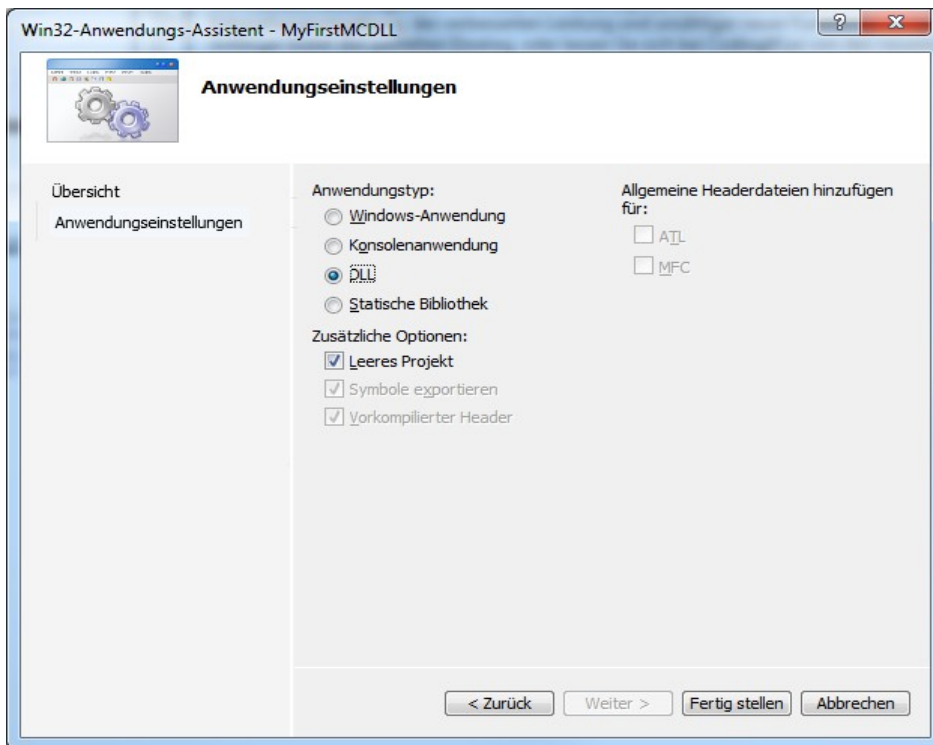 Win32-Anwendungs-Assistent - MyFirstMCDLL
Anwendungseinstellungen
Übersicht
Anwendungseinstellungen
Anwendungstyp:
Windows-Anwendung
Konsolenanwendung
DLL
Statische Bibliothek
Zusätzliche Optionen:
Leeres Projekt
Symbole exportieren
Vorkompilierter Header
Allgemeine Headerdateien hinzufügen
für:
ATL
MFC
< Zurück
Weiter >
Fertig stellen
Abbrechen